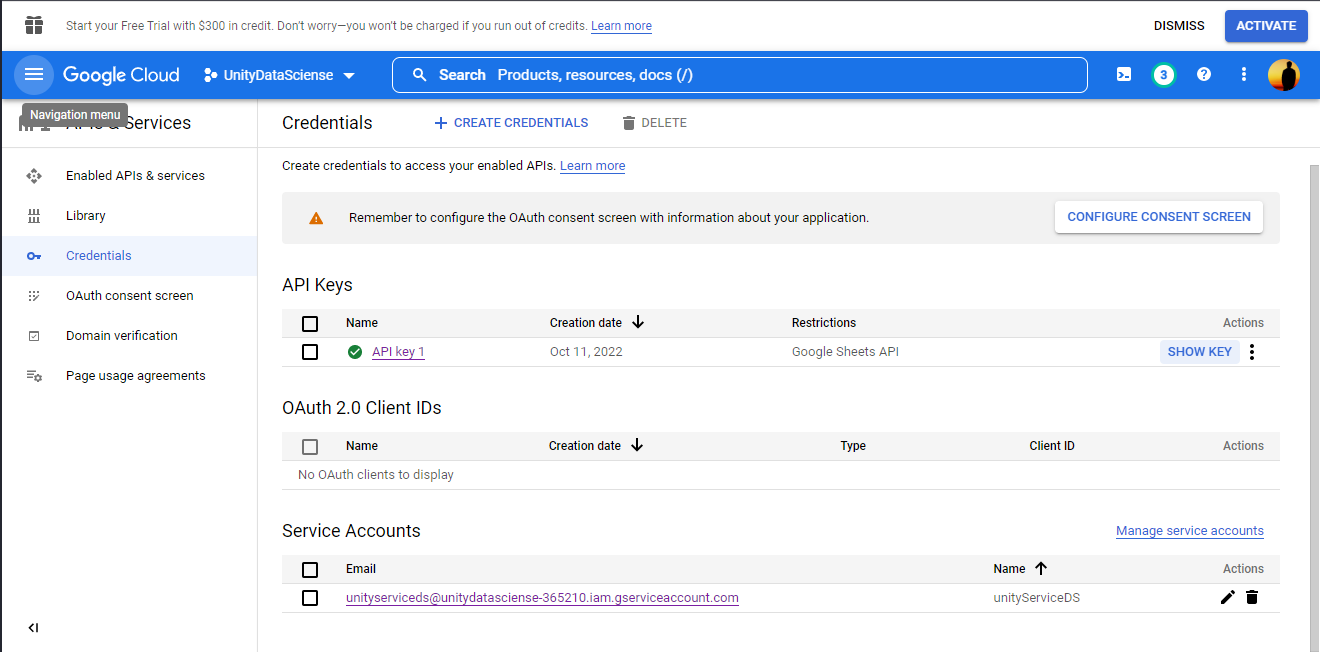 Start your Free Trial with $300 in credit. Don't worry—you won't be charged if you run out of credits. Learn more
DISMISS
ACTIVATE
Google Cloud
UnityDataSciense
Search Products, resources, docs (/)
3
Navigation menu
APIs & Services
Credentials
CREATE CREDENTIALS
DELETE
Enabled APIs & services
Library
Credentials
OAuth consent screen
Domain verification
Page usage agreements
Create credentials to access your enabled APIs. Learn more
Remember to configure the OAuth consent screen with information about your application.
CONFIGURE CONSENT SCREEN
API Keys
Name Creation date Restrictions Actions
API key 1 Oct 11, 2022 Google Sheets API SHOW KEY
OAuth 2.0 Client IDs
Name Creation date Type Client ID Actions
No OAuth clients to display
Service Accounts
Manage service accounts
Email Name Actions
unityserviceds@unitydatasciense-365210.iam.gserviceaccount.com unityServiceDS